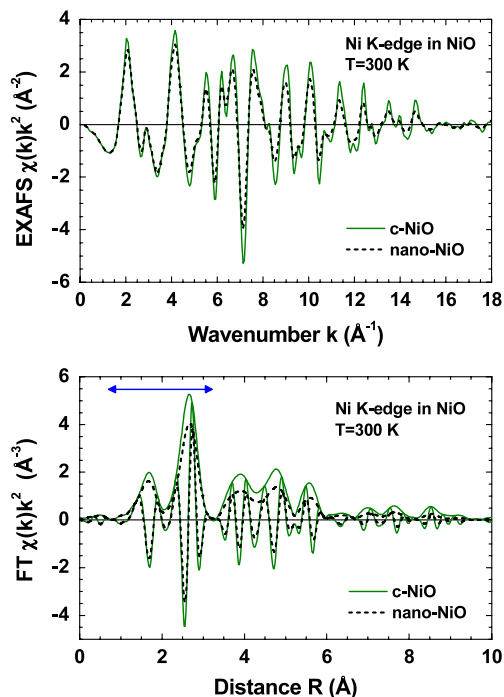 4
Ni K-edge in NiO
T=300 K
2
0
-2
-4
-6
EXAFS χ(k)k² (Å⁻²)
c-NiO
nano-NiO
0 2 4 6 8 10 12 14 16 18
Wavenumber k (Å⁻¹)
6
Ni K-edge in NiO
T=300 K
4
2
0
-2
-4
FT χ(k)k² (Å⁻³)
c-NiO
nano-NiO
0 2 4 6 8 10
Distance R (Å)